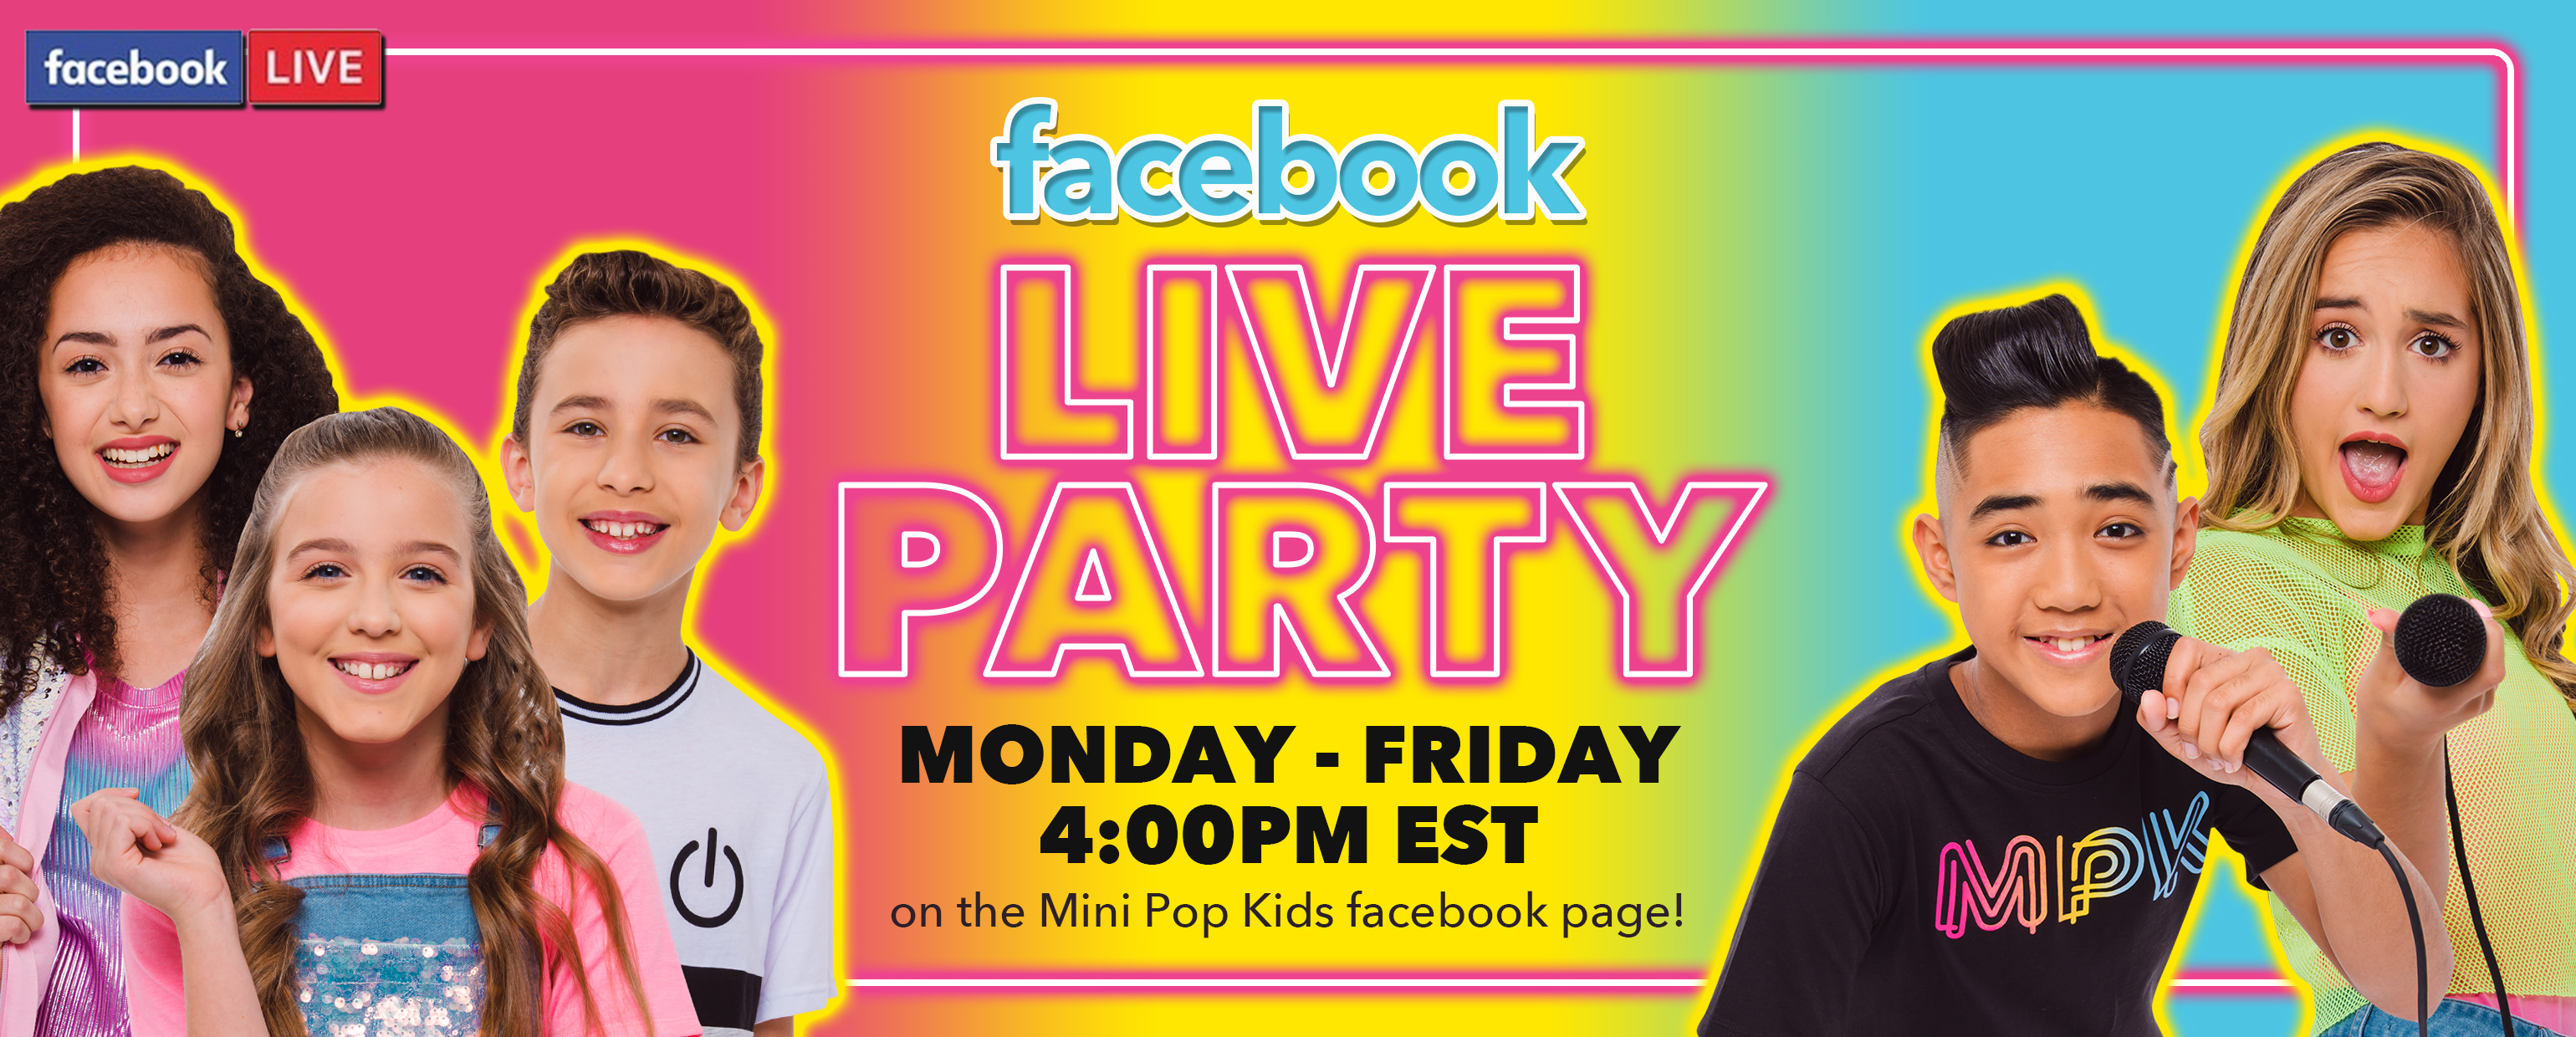 facebook LIVE
facebook
LIVE
PARTY
MONDAY - FRIDAY
4:00PM EST
on the Mini Pop Kids facebook page!
MPK